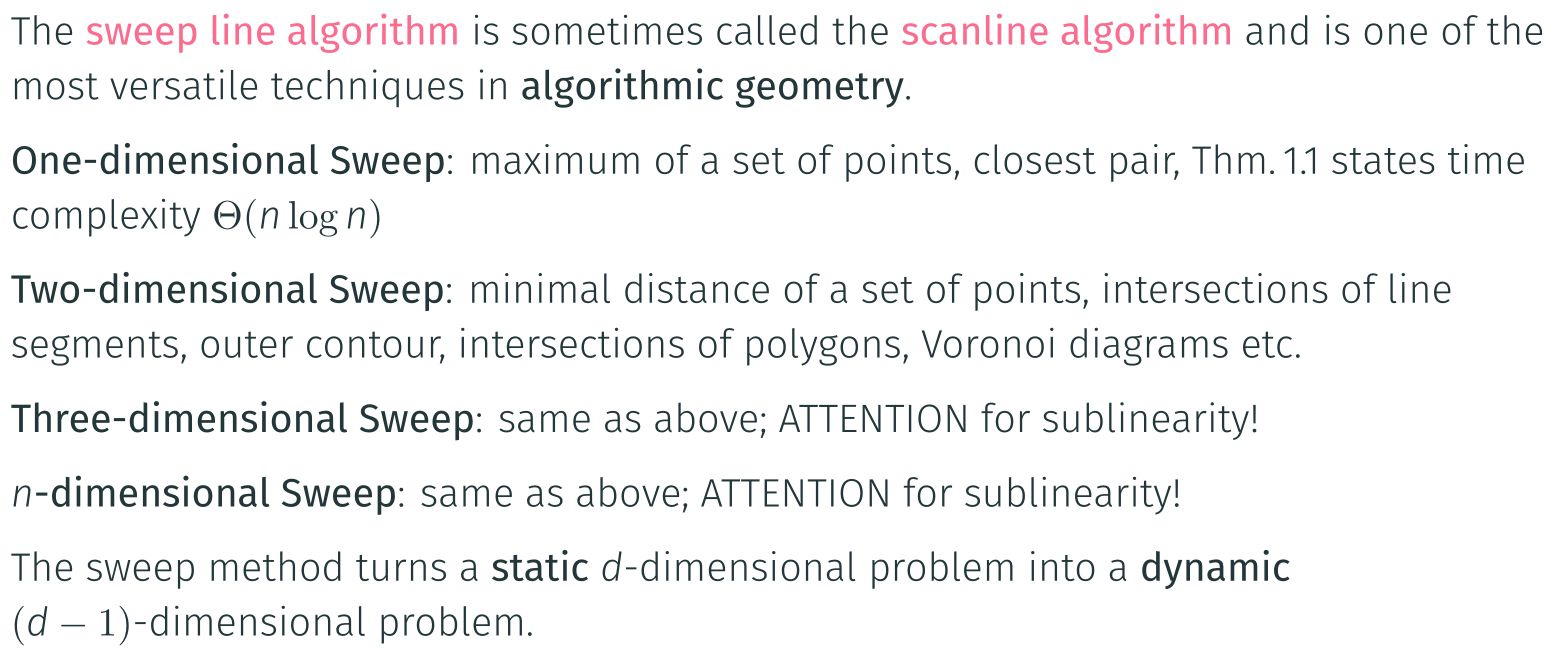 The sweep line algorithm is sometimes called the scanline algorithm and is one of the
most versatile techniques in algorithmic geometry.
One-dimensional Sweep: maximum of a set of points, closest pair, Thm. 1.1 states time
complexity Θ(n log n)
Two-dimensional Sweep: minimal distance of a set of points, intersections of line
segments, outer contour, intersections of polygons, Voronoi diagrams etc.
Three-dimensional Sweep: same as above; ATTENTION for sublinearity!
n-dimensional Sweep: same as above; ATTENTION for sublinearity!
The sweep method turns a static d-dimensional problem into a dynamic
(d − 1)-dimensional problem.